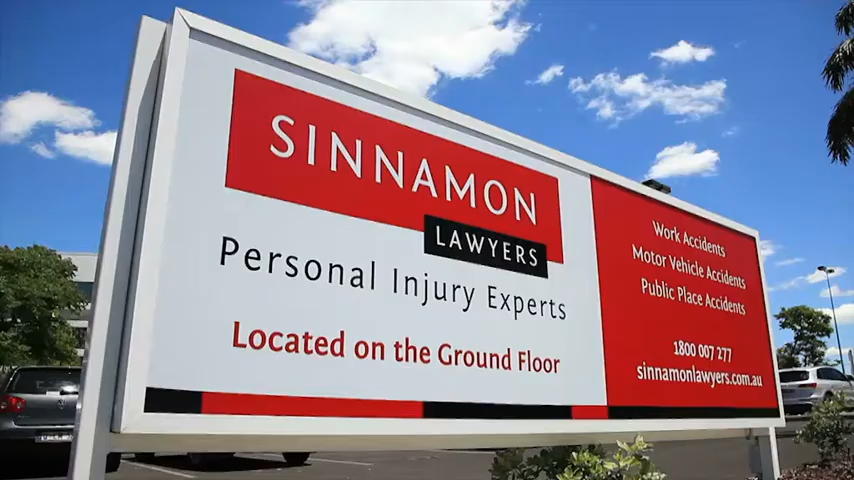 SINNAMON
LAWYERS
Personal Injury Experts
Located on the Ground Floor
Work Accidents
Motor Vehicle Accidents
Public Place Accidents
1800 007 277
sinnamonlawyers.com.au